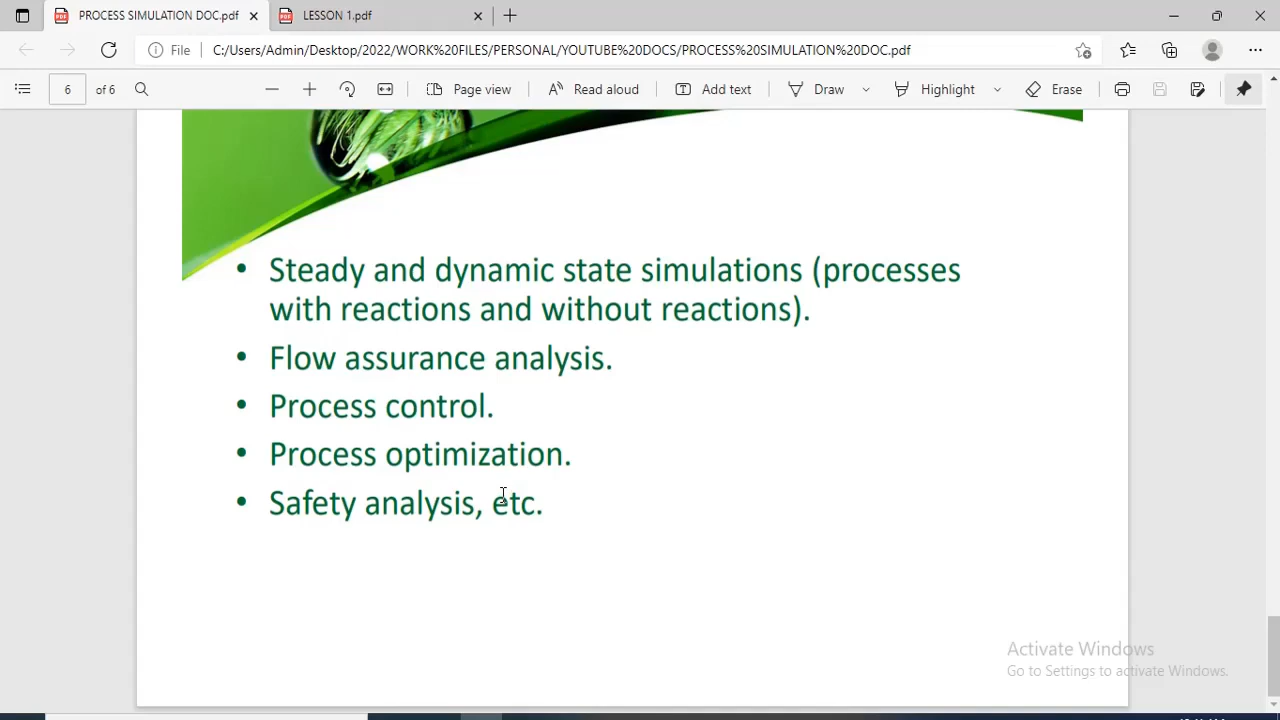 PROCESS SIMULATION DOC.pdf
LESSON 1.pdf
File
C:/Users/Admin/Desktop/2022/WORK%20FILES/PERSONAL/YOUTUBE%20DOCS/PROCESS%20SIMULATION%20DOC.pdf
6 of 6 Page view Read aloud Add text Draw Highlight Erase
• Steady and dynamic state simulations (processes
with reactions and without reactions).
• Flow assurance analysis.
• Process control.
• Process optimization.
• Safety analysis, etc.
Activate Windows
Go to Settings to activate Windows.